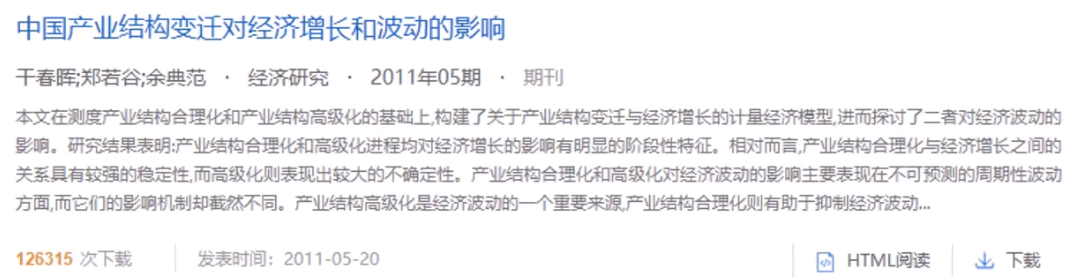 中国产业结构变迁对经济增长和波动的影响
干春晖;郑若谷;余典范 · 经济研究 · 2011年05期 · 期刊
本文在测度产业结构合理化和产业结构高级化的基础上,构建了关于产业结构变迁与经济增长的计量经济模型,进而探讨了二者对经济波动的
影响。研究结果表明:产业结构合理化和高级化进程均对经济增长的影响有明显的阶段性特征。相对而言,产业结构合理化与经济增长之间的
关系具有较强的稳定性,而高级化则表现出较大的不确定性。产业结构合理化和高级化对经济波动的影响主要表现在不可预测的周期性波动
方面,而它们的影响机制却截然不同。产业结构高级化是经济波动的一个重要来源,产业结构合理化则有助于抑制经济波动...
126315 次下载 发表时间：2011-05-20 HTML阅读 下载